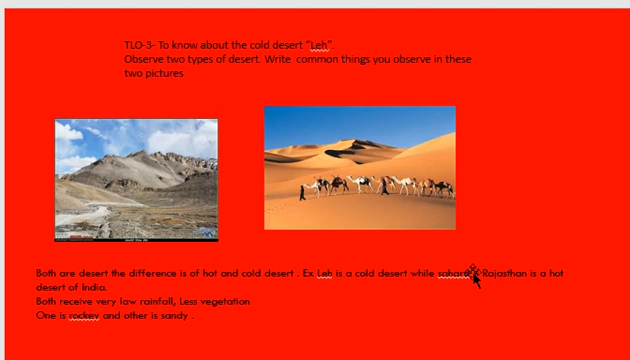 TLO-3- To know about the cold desert "Leh".
Observe two types of desert. Write common things you observe in these
two pictures
Both are desert the difference is of hot and cold desert . Ex Leh is a cold desert while Rajasthan is a hot
desert of India.
Both receive very law rainfall, Less vegetation
One is rockey and other is sandy .